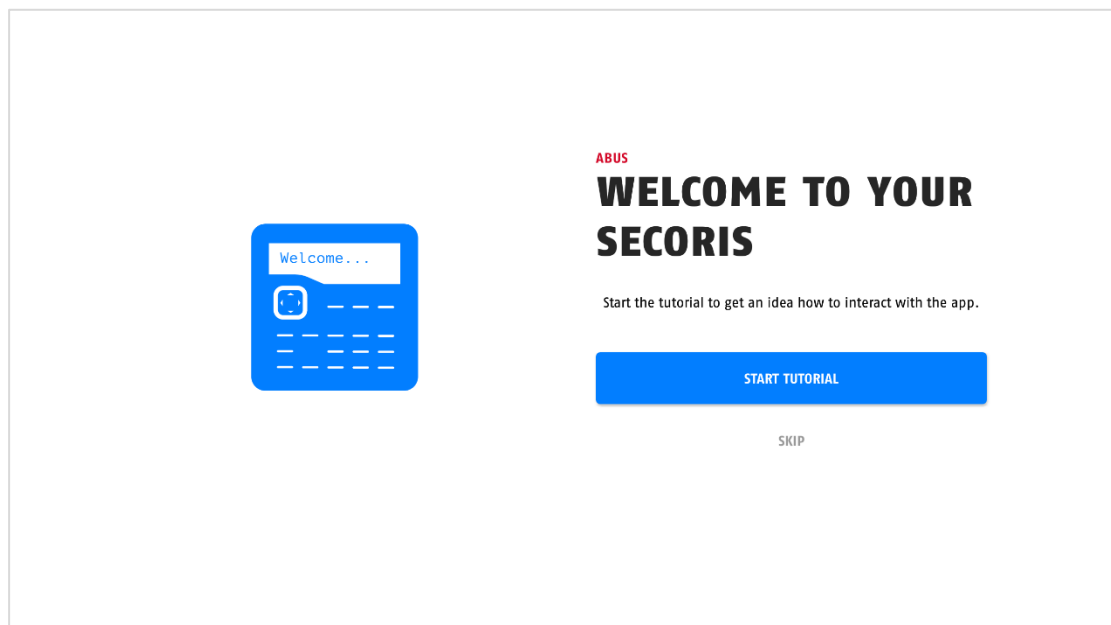 Welcome...
ABUS
WELCOME TO YOUR
SECORIS
Start the tutorial to get an idea how to interact with the app.
START TUTORIAL
SKIP